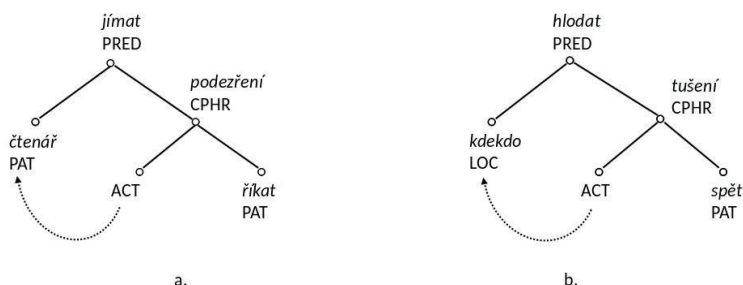 jímat
PRED
podezření
CPHR
čtenář
PAT
ACT
říkat
PAT
a.
hlodat
PRED
tušení
CPHR
kdekdo
LOC
ACT
spět
PAT
b.